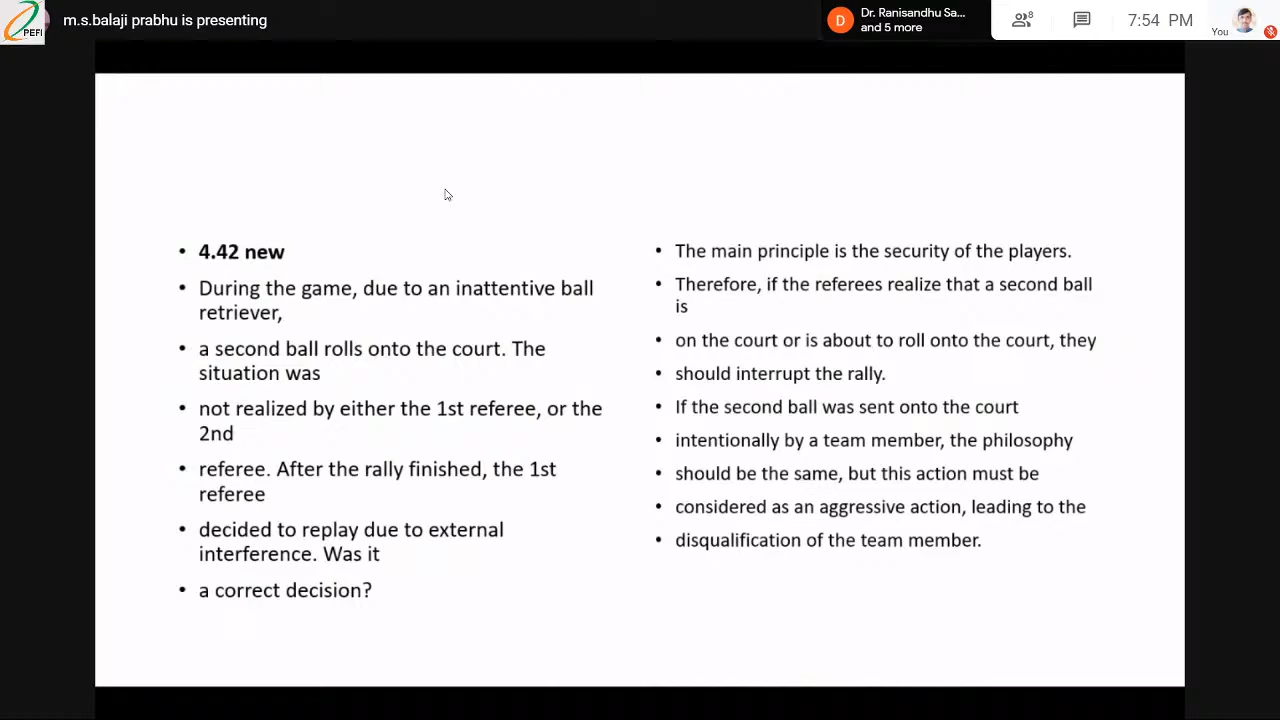 PEFI
m.s.balaji prabhu is presenting
D
Dr. Ranisandhu Sa...
and 5 more
8
7:54 PM
You
• 4.42 new
• During the game, due to an inattentive ball
retriever,
• a second ball rolls onto the court. The
situation was
• not realized by either the 1st referee, or the
2nd
• referee. After the rally finished, the 1st
referee
• decided to replay due to external
interference. Was it
• a correct decision?
• The main principle is the security of the players.
• Therefore, if the referees realize that a second ball
is
• on the court or is about to roll onto the court, they
• should interrupt the rally.
• If the second ball was sent onto the court
• intentionally by a team member, the philosophy
• should be the same, but this action must be
• considered as an aggressive action, leading to the
• disqualification of the team member.